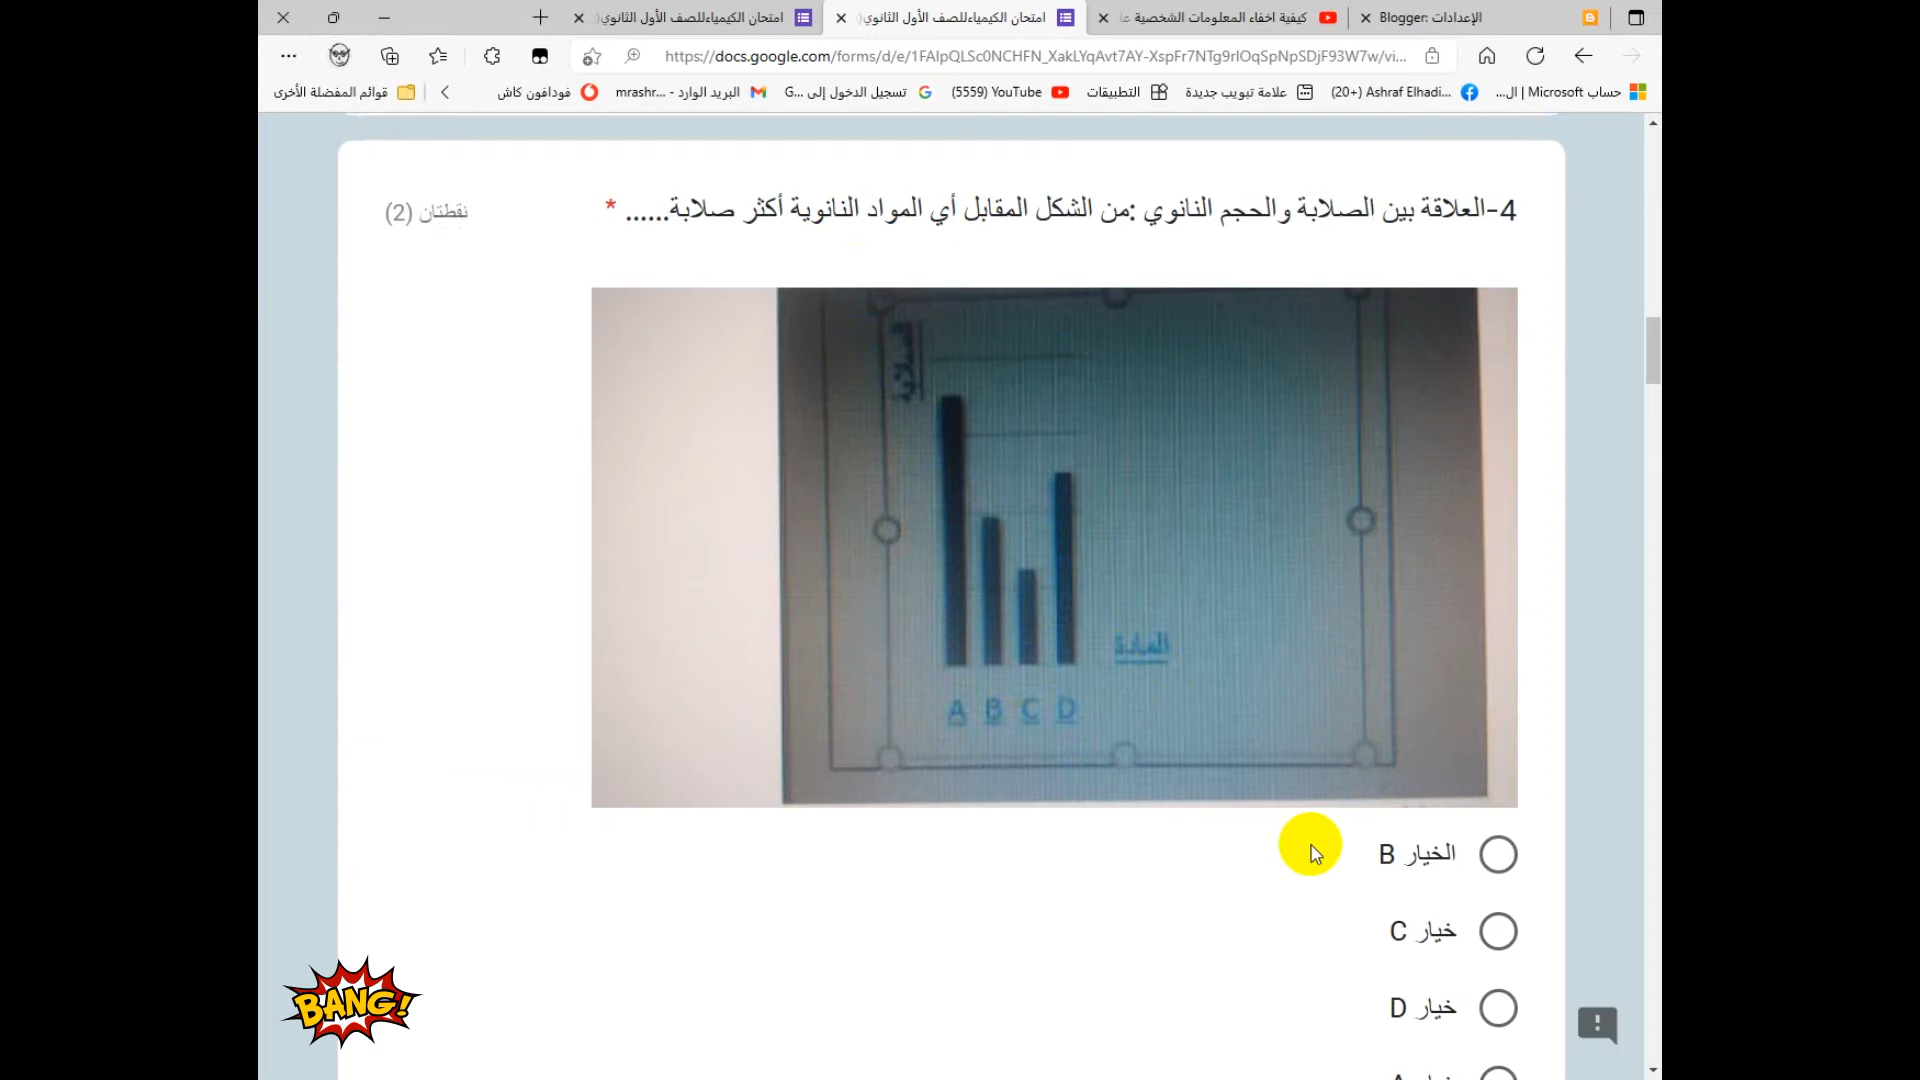 امتحان الكيمياءللصف الأول الثانوي(
امتحان الكيمياءللصف الأول الثانوي(
كيفية اخفاء المعلومات الشخصية عا
الإعدادات: Blogger
https://docs.google.com/forms/d/e/1FAIpQLSc0NCHFN_XakLYqAvt7AY-XspFr7NTg9rlOqSpNpSDjF93W7w/vi...
حساب Microsoft | ال...
(20+) Ashraf Elhadi...
علامة تبويب جديدة
التطبيقات
(5559) YouTube
تسجيل الدخول إلى G...
البريد الوارد - mrashr...
فودافون كاش
قوائم المفضلة الأخرى
4-العلاقة بين الصلابة والحجم النانوي :من الشكل المقابل أي المواد النانوية أكثر صلابة...... *
نقطتان (2)
الصلابة
المادة
A B C D
الخيار B
خيار C
خيار D
BANG!